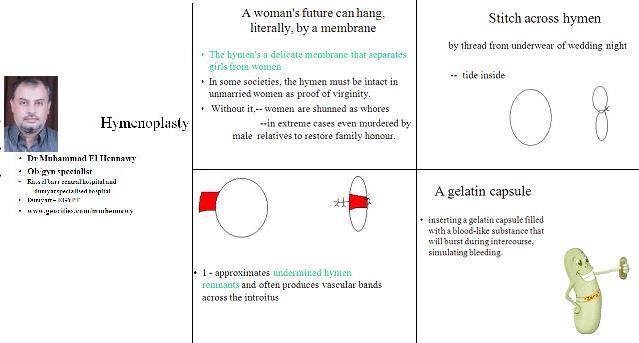 Hymenoplasty
Dr Muhammad El Hennawy
Ob/gyn specialist
Rass el barr central hospital and
dumyat specialised hospital
Dumyatt – EGYPT
www.geocities.com/mmhennawy
A woman's future can hang,
literally, by a membrane
The hymen's a delicate membrane that separates
girls from women
In some societies, the hymen must be intact in
unmarried women as proof of virginity.
Without it,-- women are shunned as whores
--in extreme cases even murdered by
male relatives to restore family honour.
Stitch across hymen
by thread from underwear of wedding night
-- tide inside
1 - approximates undermined hymen
remnants and often produces vascular bands
across the introitus
A gelatin capsule
inserting a gelatin capsule filled
with a blood-like substance that
will burst during intercourse,
simulating bleeding.